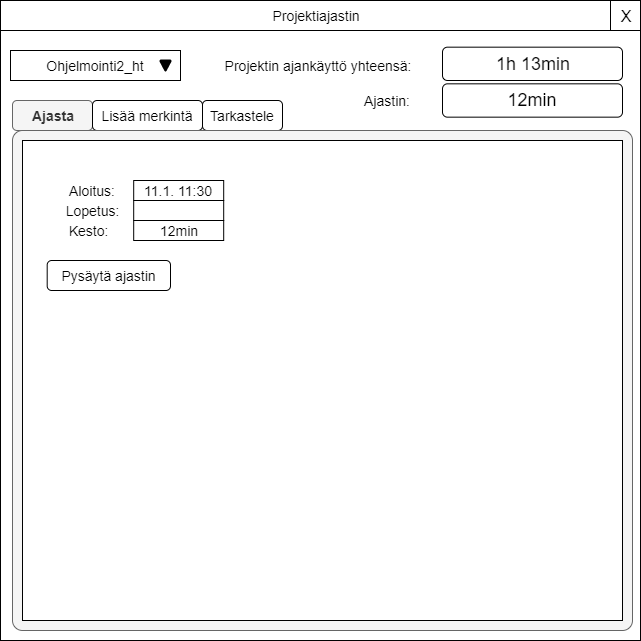 Projektiajastin
X
Ohjelmointi2_ht
Projektin ajankäyttö yhteensä:
1h 13min
Ajastin:
12min
Ajasta
Lisää merkintä
Tarkastele
Aloitus:
11.1. 11:30
Lopetus:
Kesto:
12min
Pysäytä ajastin